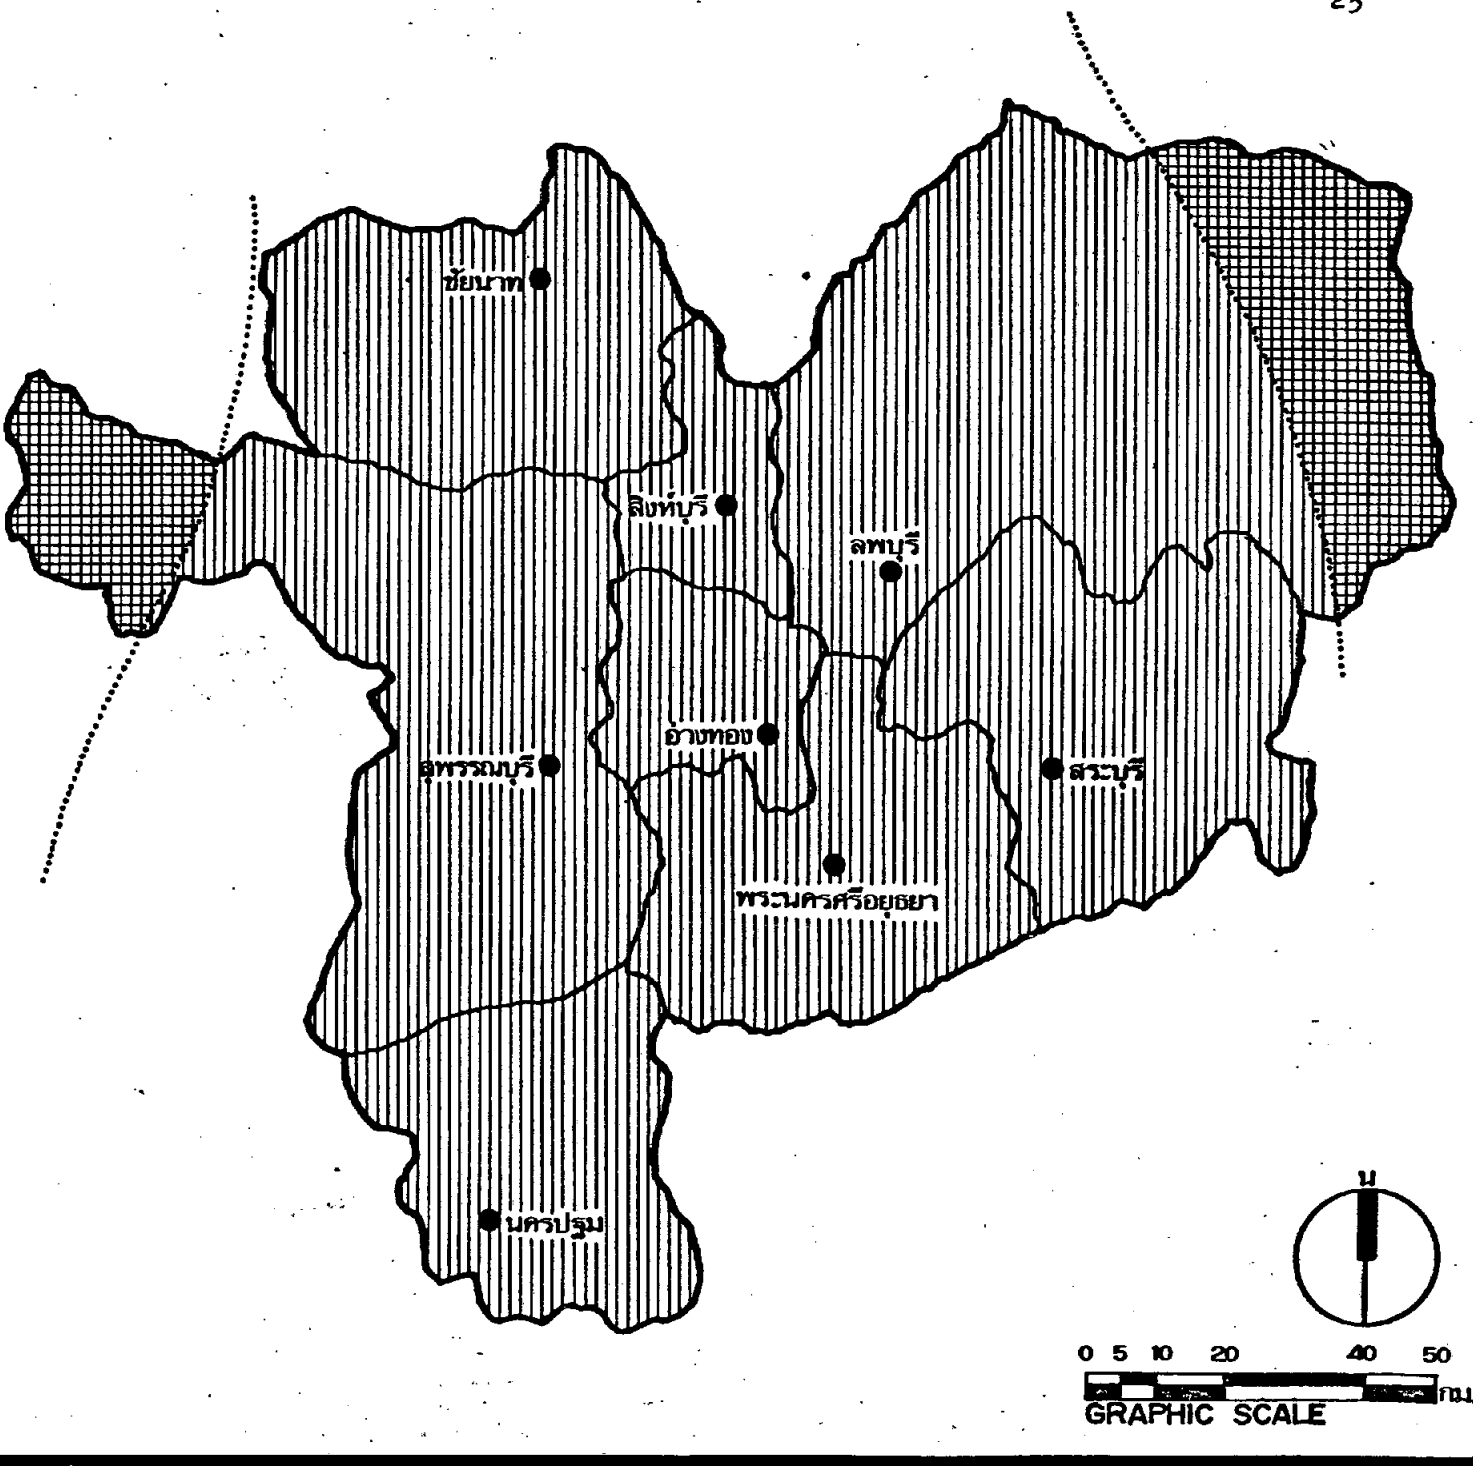 23
ชัยนาท
สิงห์บุรี
ลพบุรี
อ่างทอง
สุพรรณบุรี
สระบุรี
พระนครศรีอยุธยา
นครปฐม
น
0 5 10 20 40 50
กม.
GRAPHIC SCALE